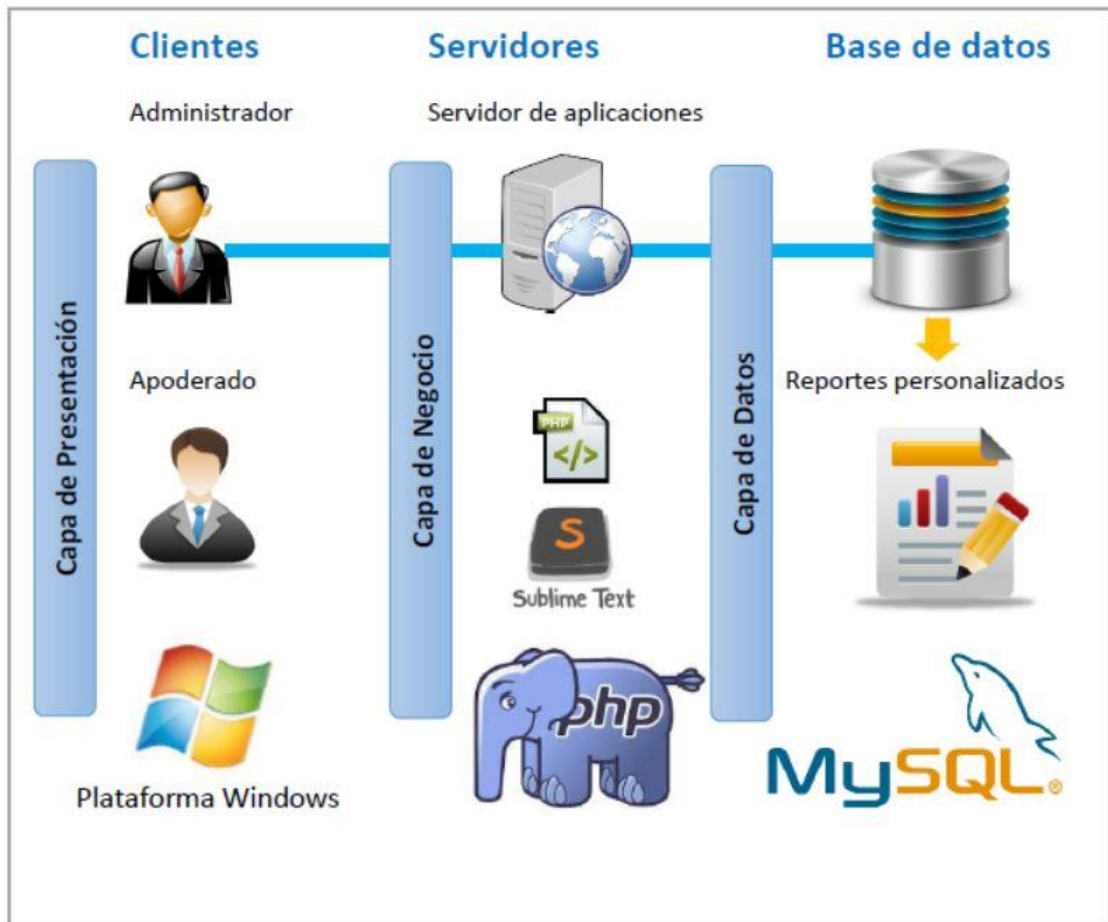 Clientes
Servidores
Base de datos
Administrador
Servidor de aplicaciones
Capa de Presentación
Capa de Negocio
Capa de Datos
Apoderado
Reportes personalizados
PHP
</>
S
Sublime Text
php
Plataforma Windows
MySQL®